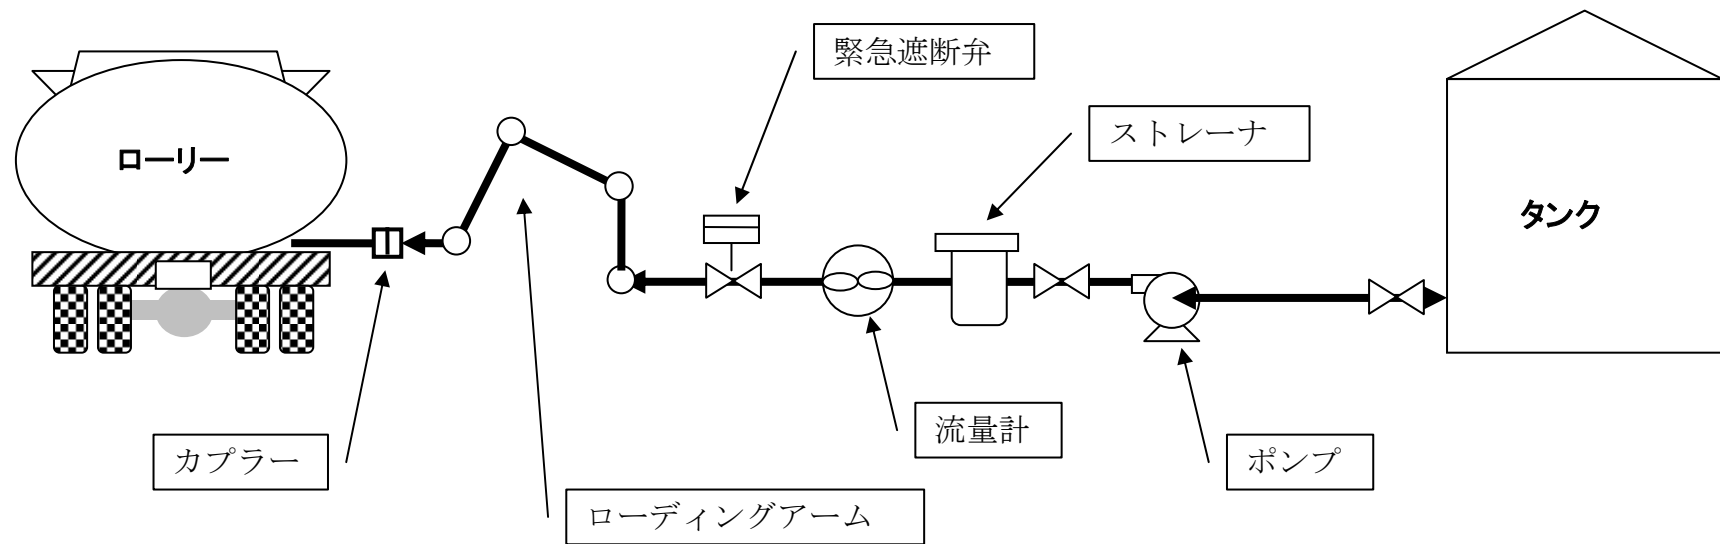 緊急遮断弁
ストレーナ
ローリー
タンク
流量計
カプラー
ポンプ
ローディングアーム